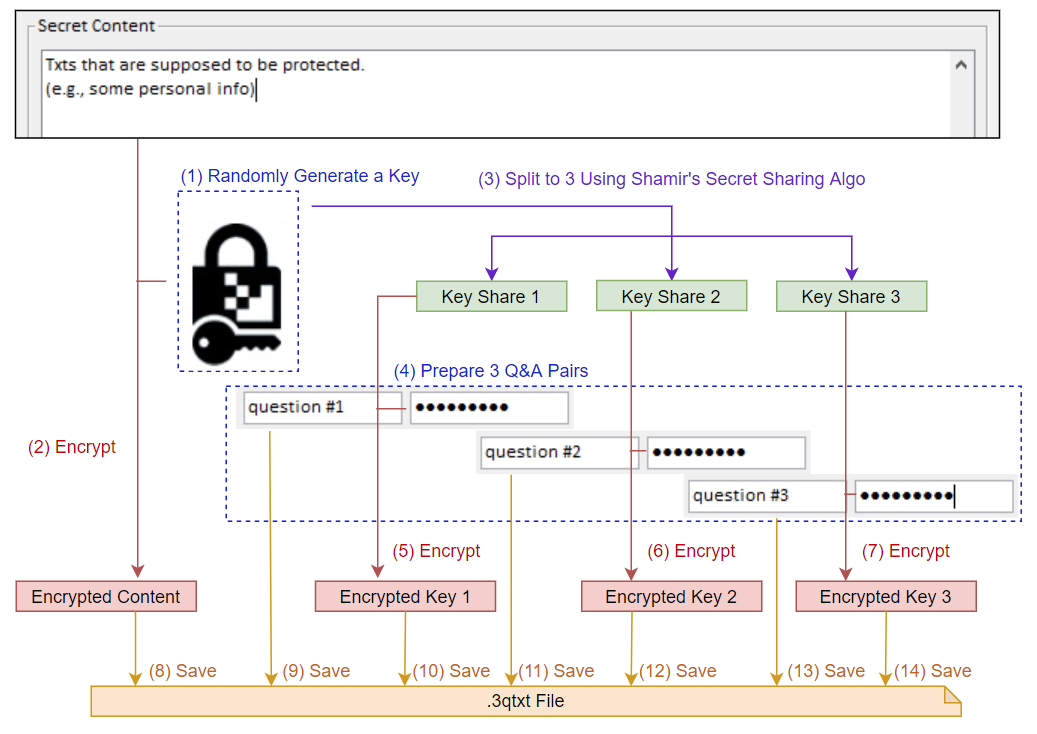 Secret Content
Txts that are supposed to be protected.
(e.g., some personal info)
(1) Randomly Generate a Key
(3) Split to 3 Using Shamir's Secret Sharing Algo
Key Share 1
Key Share 2
Key Share 3
(4) Prepare 3 Q&A Pairs
question #1
(2) Encrypt
question #2
question #3
(5) Encrypt
(6) Encrypt
(7) Encrypt
Encrypted Content
Encrypted Key 1
Encrypted Key 2
Encrypted Key 3
(8) Save
(9) Save
(10) Save
(11) Save
(12) Save
(13) Save
(14) Save
.3qtxt File